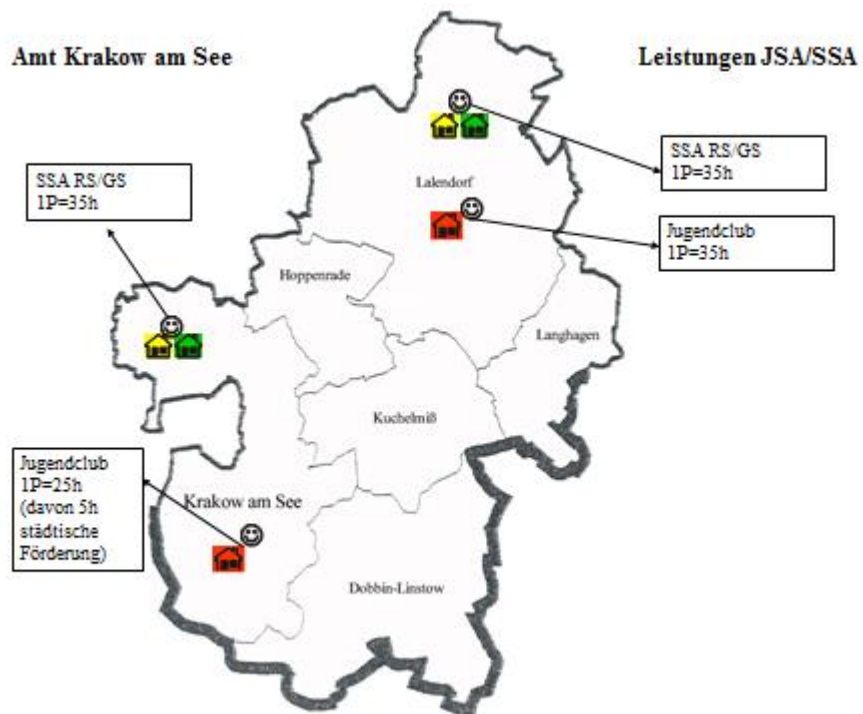 Amt Krakow am See
Leistungen JSA/SSA
SSA RS/GS
1P=35h
Lalendorf
SSA RS/GS
1P=35h
Jugendclub
1P=35h
Hoppenrade
Langhagen
Kuchelmiß
Jugendclub
1P=25h
(davon 5h
städtische
Förderung)
Krakow am See
Dobbin-Linstow